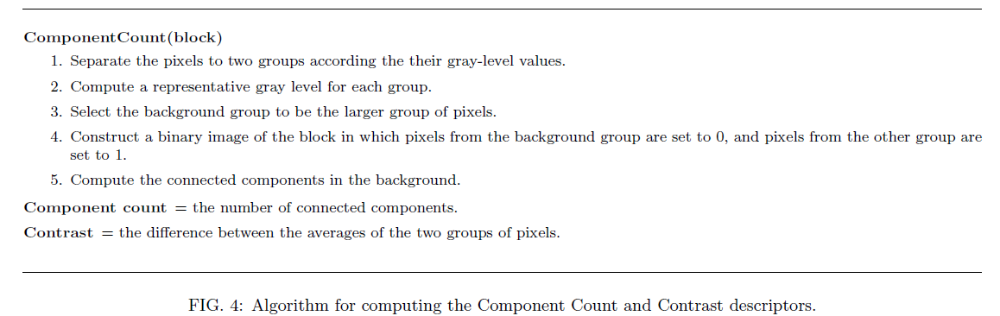 ComponentCount(block)
1. Separate the pixels to two groups according the their gray-level values.
2. Compute a representative gray level for each group.
3. Select the background group to be the larger group of pixels.
4. Construct a binary image of the block in which pixels from the background group are set to 0, and pixels from the other group are
set to 1.
5. Compute the connected components in the background.
Component count = the number of connected components.
Contrast = the difference between the averages of the two groups of pixels.
FIG. 4: Algorithm for computing the Component Count and Contrast descriptors.